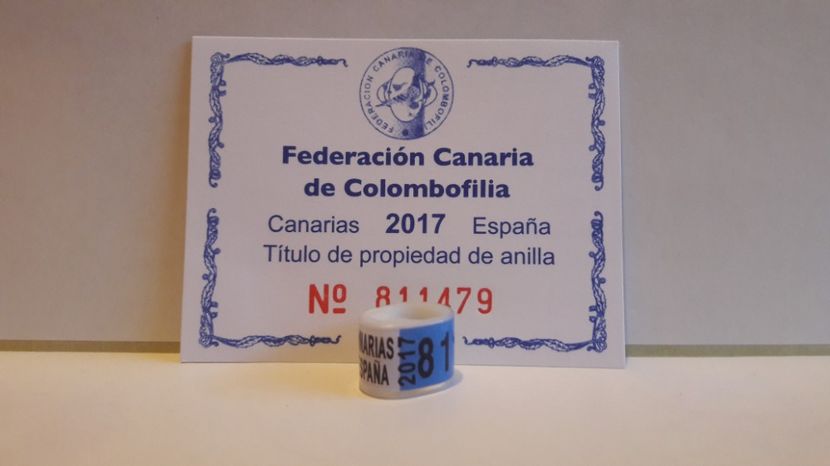 FEDERACION CANARIA DE COLOMBOFILIA
Federación Canaria
de Colombofilia
Canarias 2017 España
Título de propiedad de anilla
Nº 811479
2017
81